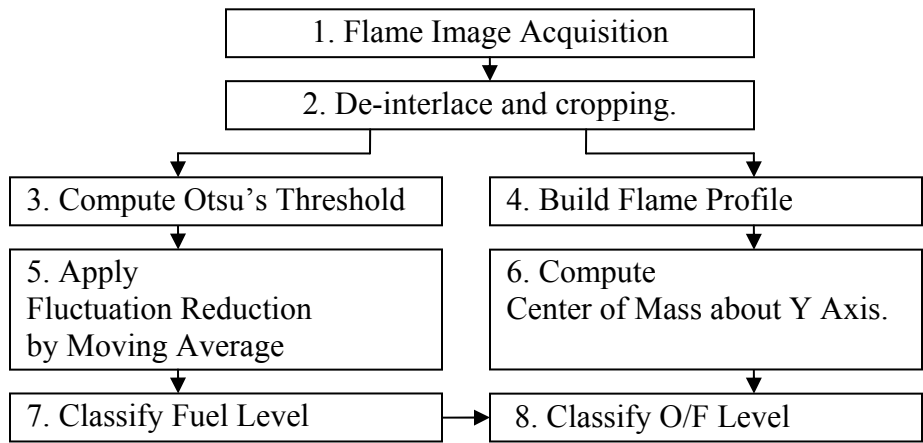 1. Flame Image Acquisition
2. De-interlace and cropping.
3. Compute Otsu’s Threshold
4. Build Flame Profile
5. Apply
Fluctuation Reduction
by Moving Average
6. Compute
Center of Mass about Y Axis.
7. Classify Fuel Level
8. Classify O/F Level